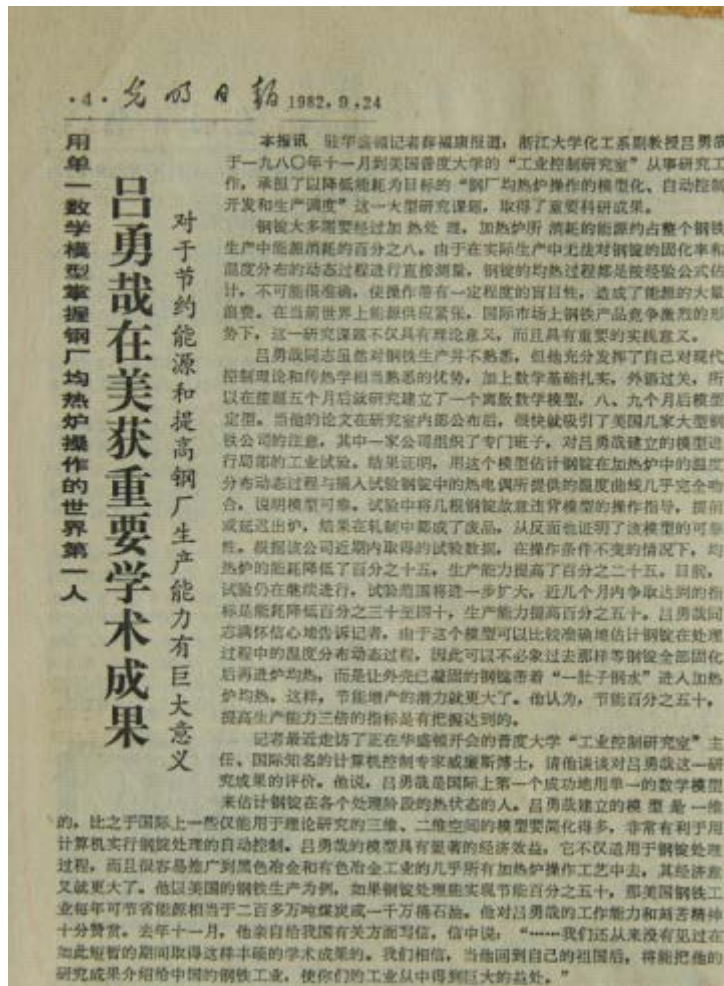 ·4·光明日報 1982.9.24
用单一数学模型掌握钢厂均热炉操作的世界第一人
吕勇哉在美获重要学术成果
对于节约能源和提高钢厂生产能力有巨大意义
本报讯 驻华盛顿记者薛福康报道：浙江大学化工系副教授吕勇哉
于一九八〇年十一月到美国普度大学的“工业控制研究室”从事研究工
作，承担了以降低能耗为目标的“钢厂均热炉操作的模型化、自动控制
开发和生产调度”这一大型研究课题，取得了重要科研成果。
钢锭大多需要经过加热处理，加热炉所消耗的能源约占整个钢铁
生产中能源消耗的百分之八。由于在实际生产中无法对钢锭的固化率和
温度分布的动态过程进行直接测量，钢锭的均热过程都是按经验公式估
计，不可能很准确，使操作带有一定程度的盲目性，造成了能源的大量
浪费。在当前世界上能源供应紧张，国际市场上钢铁产品竞争激烈的形
势下，这一研究课题不仅具有理论意义，而且具有重要的实践意义。
吕勇哉同志虽然对钢铁生产并不熟悉，但他充分发挥了自己对现代
控制理论和传热学相当熟悉的优势，加上数学基础扎实，外语过关，所
以在接题五个月后就研究建立了一个离散数学模型，八、九个月后模型
定型。当他的论文在研究室内部公布后，很快就吸引了美国几家大型钢
铁公司的注意，其中一家公司组织了专门班子，对吕勇哉建立的模型进
行局部的工业试验。结果证明，用这个模型估计钢锭在加热炉中的温度
分布动态过程与插入试验钢锭中的热电偶所提供的温度曲线几乎完全吻
合，说明模型可靠。试验中将几根钢锭故意违背模型的操作指导，提前
或延迟出炉，结果在轧制中都成了废品，从反面也证明了该模型的可靠
性。根据该公司近期内取得的试验数据，在操作条件不变的情况下，均
热炉的能耗降低了百分之十五，生产能力提高了百分之二十五。目前，
试验仍在继续进行，试验范围将进一步扩大，近几个月内争取达到的指
标是能耗降低百分之三十至四十，生产能力提高百分之五十。吕勇哉同
志满怀信心地告诉记者，由于这个模型可以比较准确地估计钢锭在处理
过程中的温度分布动态过程，因此可以不必象过去那样等钢锭全部固化
后再进炉均热，而是让外壳已凝固的钢锭带着“一肚子钢水”进入加热
炉均热。这样，节能增产的潜力就更大了。他认为，节能百分之五十，
提高生产能力三倍的指标是有把握达到的。
记者最近走访了正在华盛顿开会的普度大学“工业控制研究室”主
任、国际知名的计算机控制专家威廉斯博士，请他谈谈对吕勇哉这一研
究成果的评价。他说，吕勇哉是国际上第一个成功地用单一的数学模型
来估计钢锭在各个处理阶段的热状态的人。吕勇哉建立的模型是一维
的，比之于国际上一些仅能用于理论研究的三维、二维空间的模型要简化得多，非常有利于用
计算机实行钢锭处理的自动控制。吕勇哉的模型具有显著的经济效益，它不仅适用于钢锭处理
过程，而且很容易推广到黑色冶金和有色冶金工业的几乎所有加热炉操作工艺中去，其经济意
义就更大了。他以美国的钢铁生产为例，如果钢锭处理能实现节能百分之五十，那美国钢铁工
业每年可节省能源相当于二百多万吨煤炭或一千万桶石油。他对吕勇哉的工作能力和刻苦精神
十分赞赏。去年十一月，他亲自给我国有关方面写信，信中说：“……我们还从来没有见过在
如此短暂的期间取得这样丰硕的学术成果的。我们相信，当他回到自己的祖国后，将能把他的
研究成果介绍给中国的钢铁工业，使你们的工业从中得到巨大的益处。”